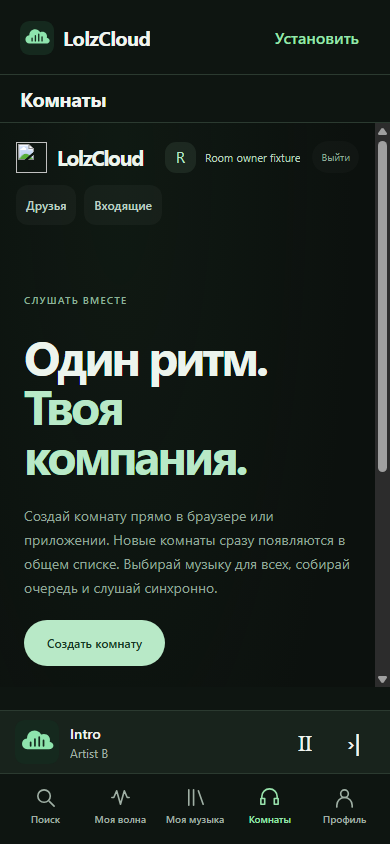 LolzCloud
Установить
Комнаты
LolzCloud
R
Room owner fixture
Выйти
Друзья
Входящие
СЛУШАТЬ ВМЕСТЕ
Один ритм.
Твоя
компания.
Создай комнату прямо в браузере или
приложении. Новые комнаты сразу появляются в
общем списке. Выбирай музыку для всех, собирай
очередь и слушай синхронно.
Создать комнату
Intro
Artist B
Поиск
Моя волна
Моя музыка
Комнаты
Профиль